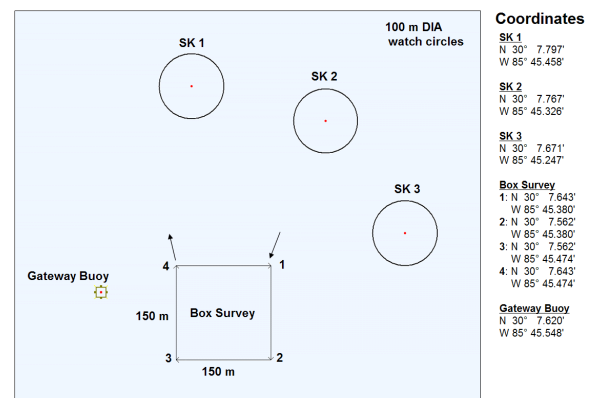 100 m DIA
watch circles
SK 1
SK 2
SK 3
4
1
Gateway Buoy
150 m
Box Survey
3
2
150 m
Coordinates
SK 1
N 30° 7.797'
W 85° 45.458'
SK 2
N 30° 7.767'
W 85° 45.326'
SK 3
N 30° 7.671'
W 85° 45.247'
Box Survey
1: N 30° 7.643'
W 85° 45.380'
2: N 30° 7.562'
W 85° 45.380'
3: N 30° 7.562'
W 85° 45.474'
4: N 30° 7.643'
W 85° 45.474'
Gateway Buoy
N 30° 7.620'
W 85° 45.548'